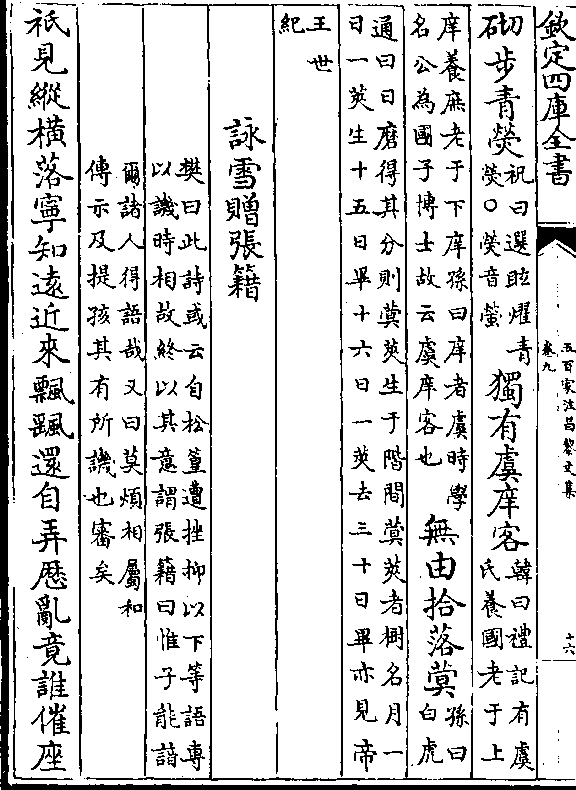 欽定四庫全書
五百家注昌黎文集
卷九
十六
砌步青熒祝曰選眩燿青
熒〇熒音螢
獨有虞庠客韓曰禮記有虞
氏養國老于上
庠養庶老于下庠孫曰庠者虞時學
名公為國子博士故云虞庠客也
無由拾落蓂孫曰
白虎
通曰日磨得其分則蓂莢生于階間蓂莢者樹名月一
日一莢生十五日畢十六日一莢去三十日畢亦見帝
王世
紀
詠雪贈張籍
樊曰此詩或云自松篁遭挫抑以下等語專
以譏時相故終以其意謂張籍曰惟子能諳
爾諸人得語哉又曰莫煩相屬和
傳示及提孩其有所譏也審矣
祇見縱橫落寧知遠近來飄颻還自弄歴亂竟誰催座